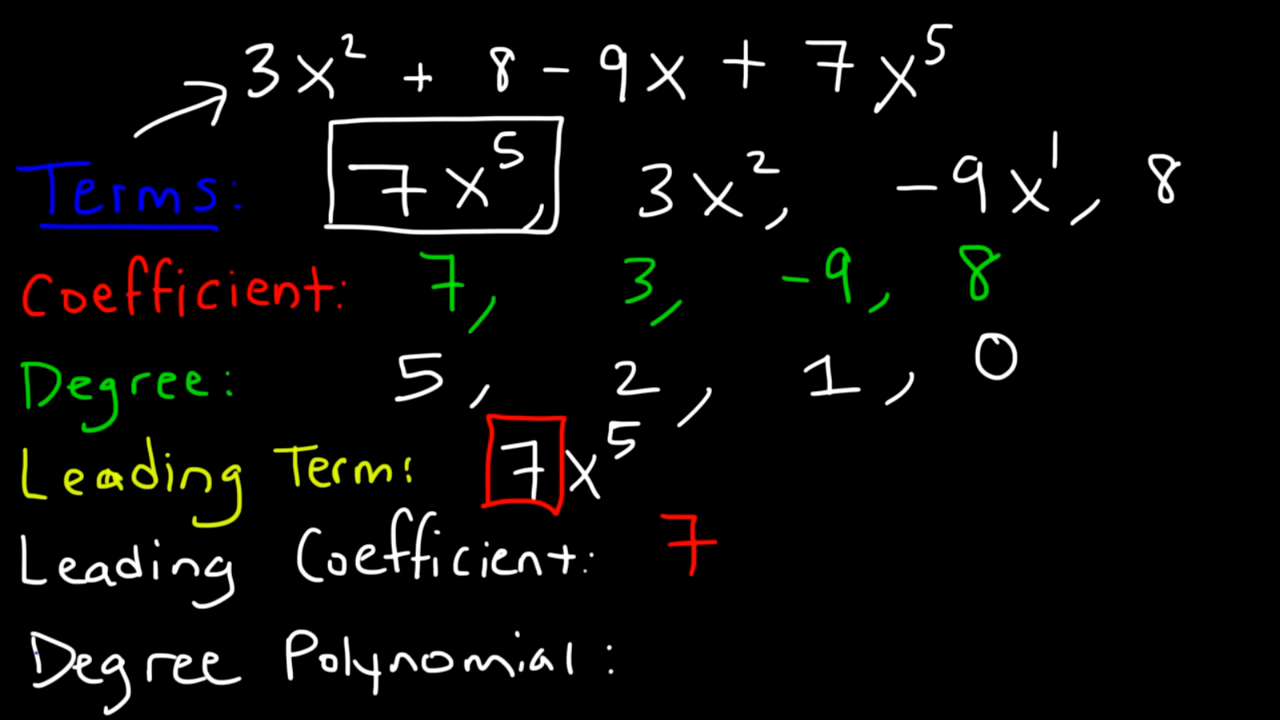 3x² + 8 - 9x + 7x⁵
Terms: 7x⁵, 3x², -9x¹, 8
Coefficient: 7, 3, -9, 8
Degree: 5, 2, 1, 0
Leading Term: 7x⁵
Leading Coefficient: 7
Degree Polynomial: